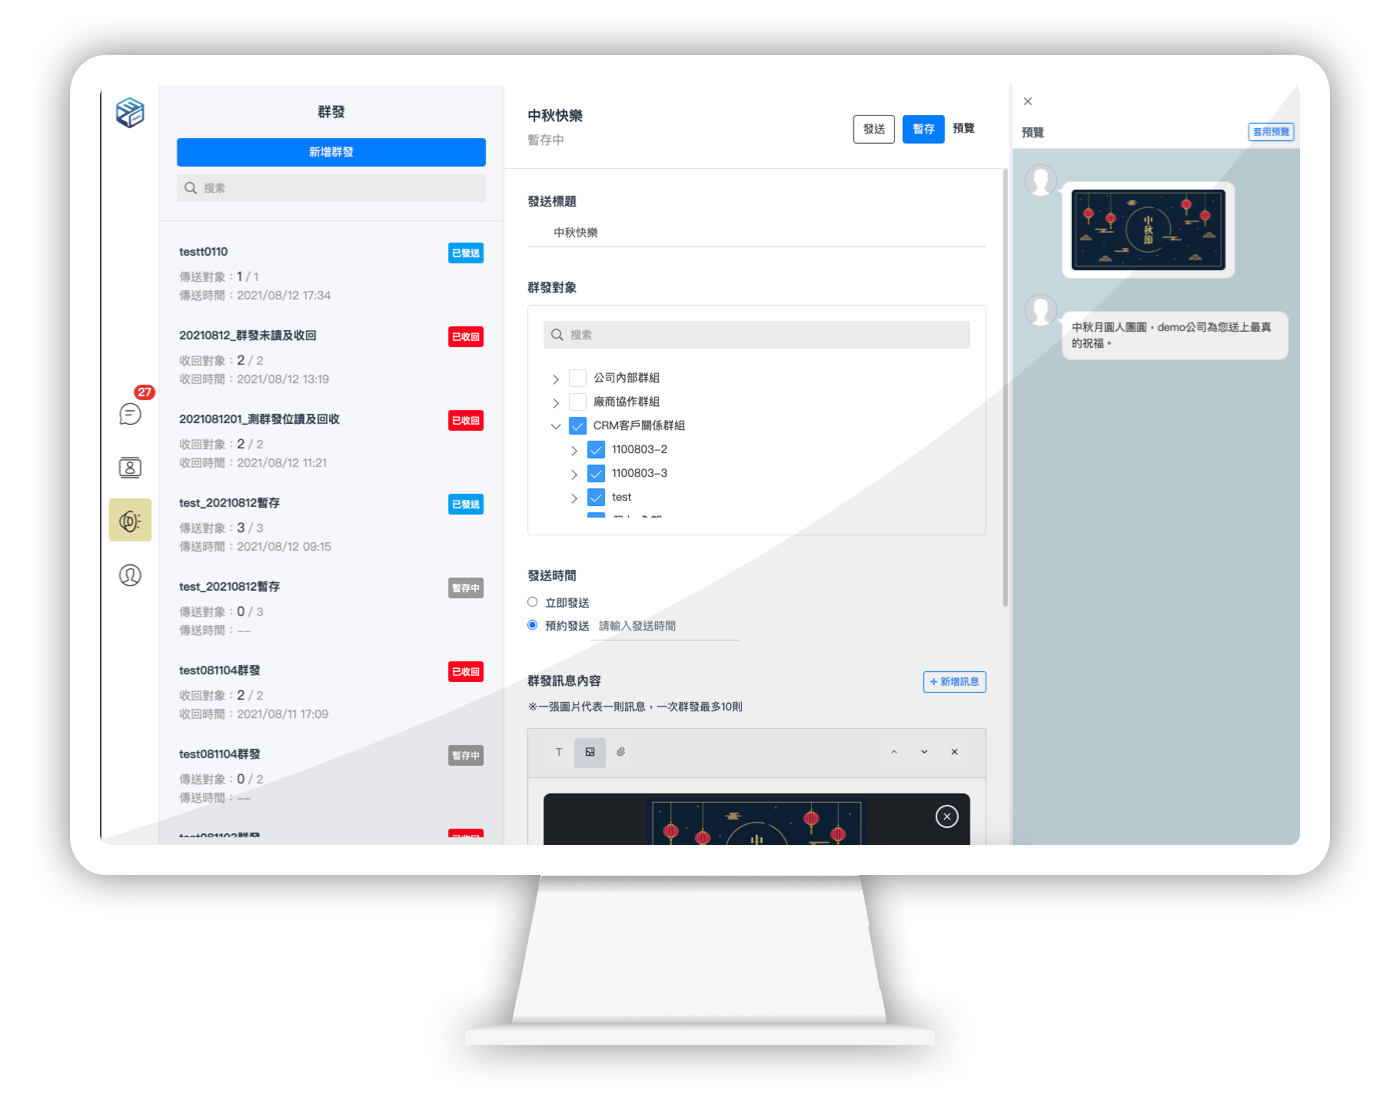 群發
新增群發
搜索
testt0110
已發送
傳送對象：1 / 1
傳送時間：2021/08/12 17:34
20210812_群發未讀及收回
已收回
收回對象：2 / 2
收回時間：2021/08/12 13:19
27
2021081201_測群發位讀及回收
已收回
收回對象：2 / 2
收回時間：2021/08/12 11:21
test_20210812暫存
已發送
傳送對象：3 / 3
傳送時間：2021/08/12 09:15
test_20210812暫存
暫存中
傳送對象：0 / 3
傳送時間：--
test081104群發
已收回
收回對象：2 / 2
收回時間：2021/08/11 17:09
test081104群發
暫存中
傳送對象：0 / 2
傳送時間：--
中秋快樂
暫存中
發送
暫存
預覽
發送標題
中秋快樂
群發對象
搜索
公司內部群組
廠商協作群組
CRM客戶關係群組
1100803-2
1100803-3
test
發送時間
立即發送
預約發送 請輸入發送時間
群發訊息內容
+ 新增訊息
※一張圖片代表一則訊息，一次群發最多10則
T
中
預覽
套用預覽
中秋節
中秋月圓人團圓，demo公司為您送上最真
的祝福。